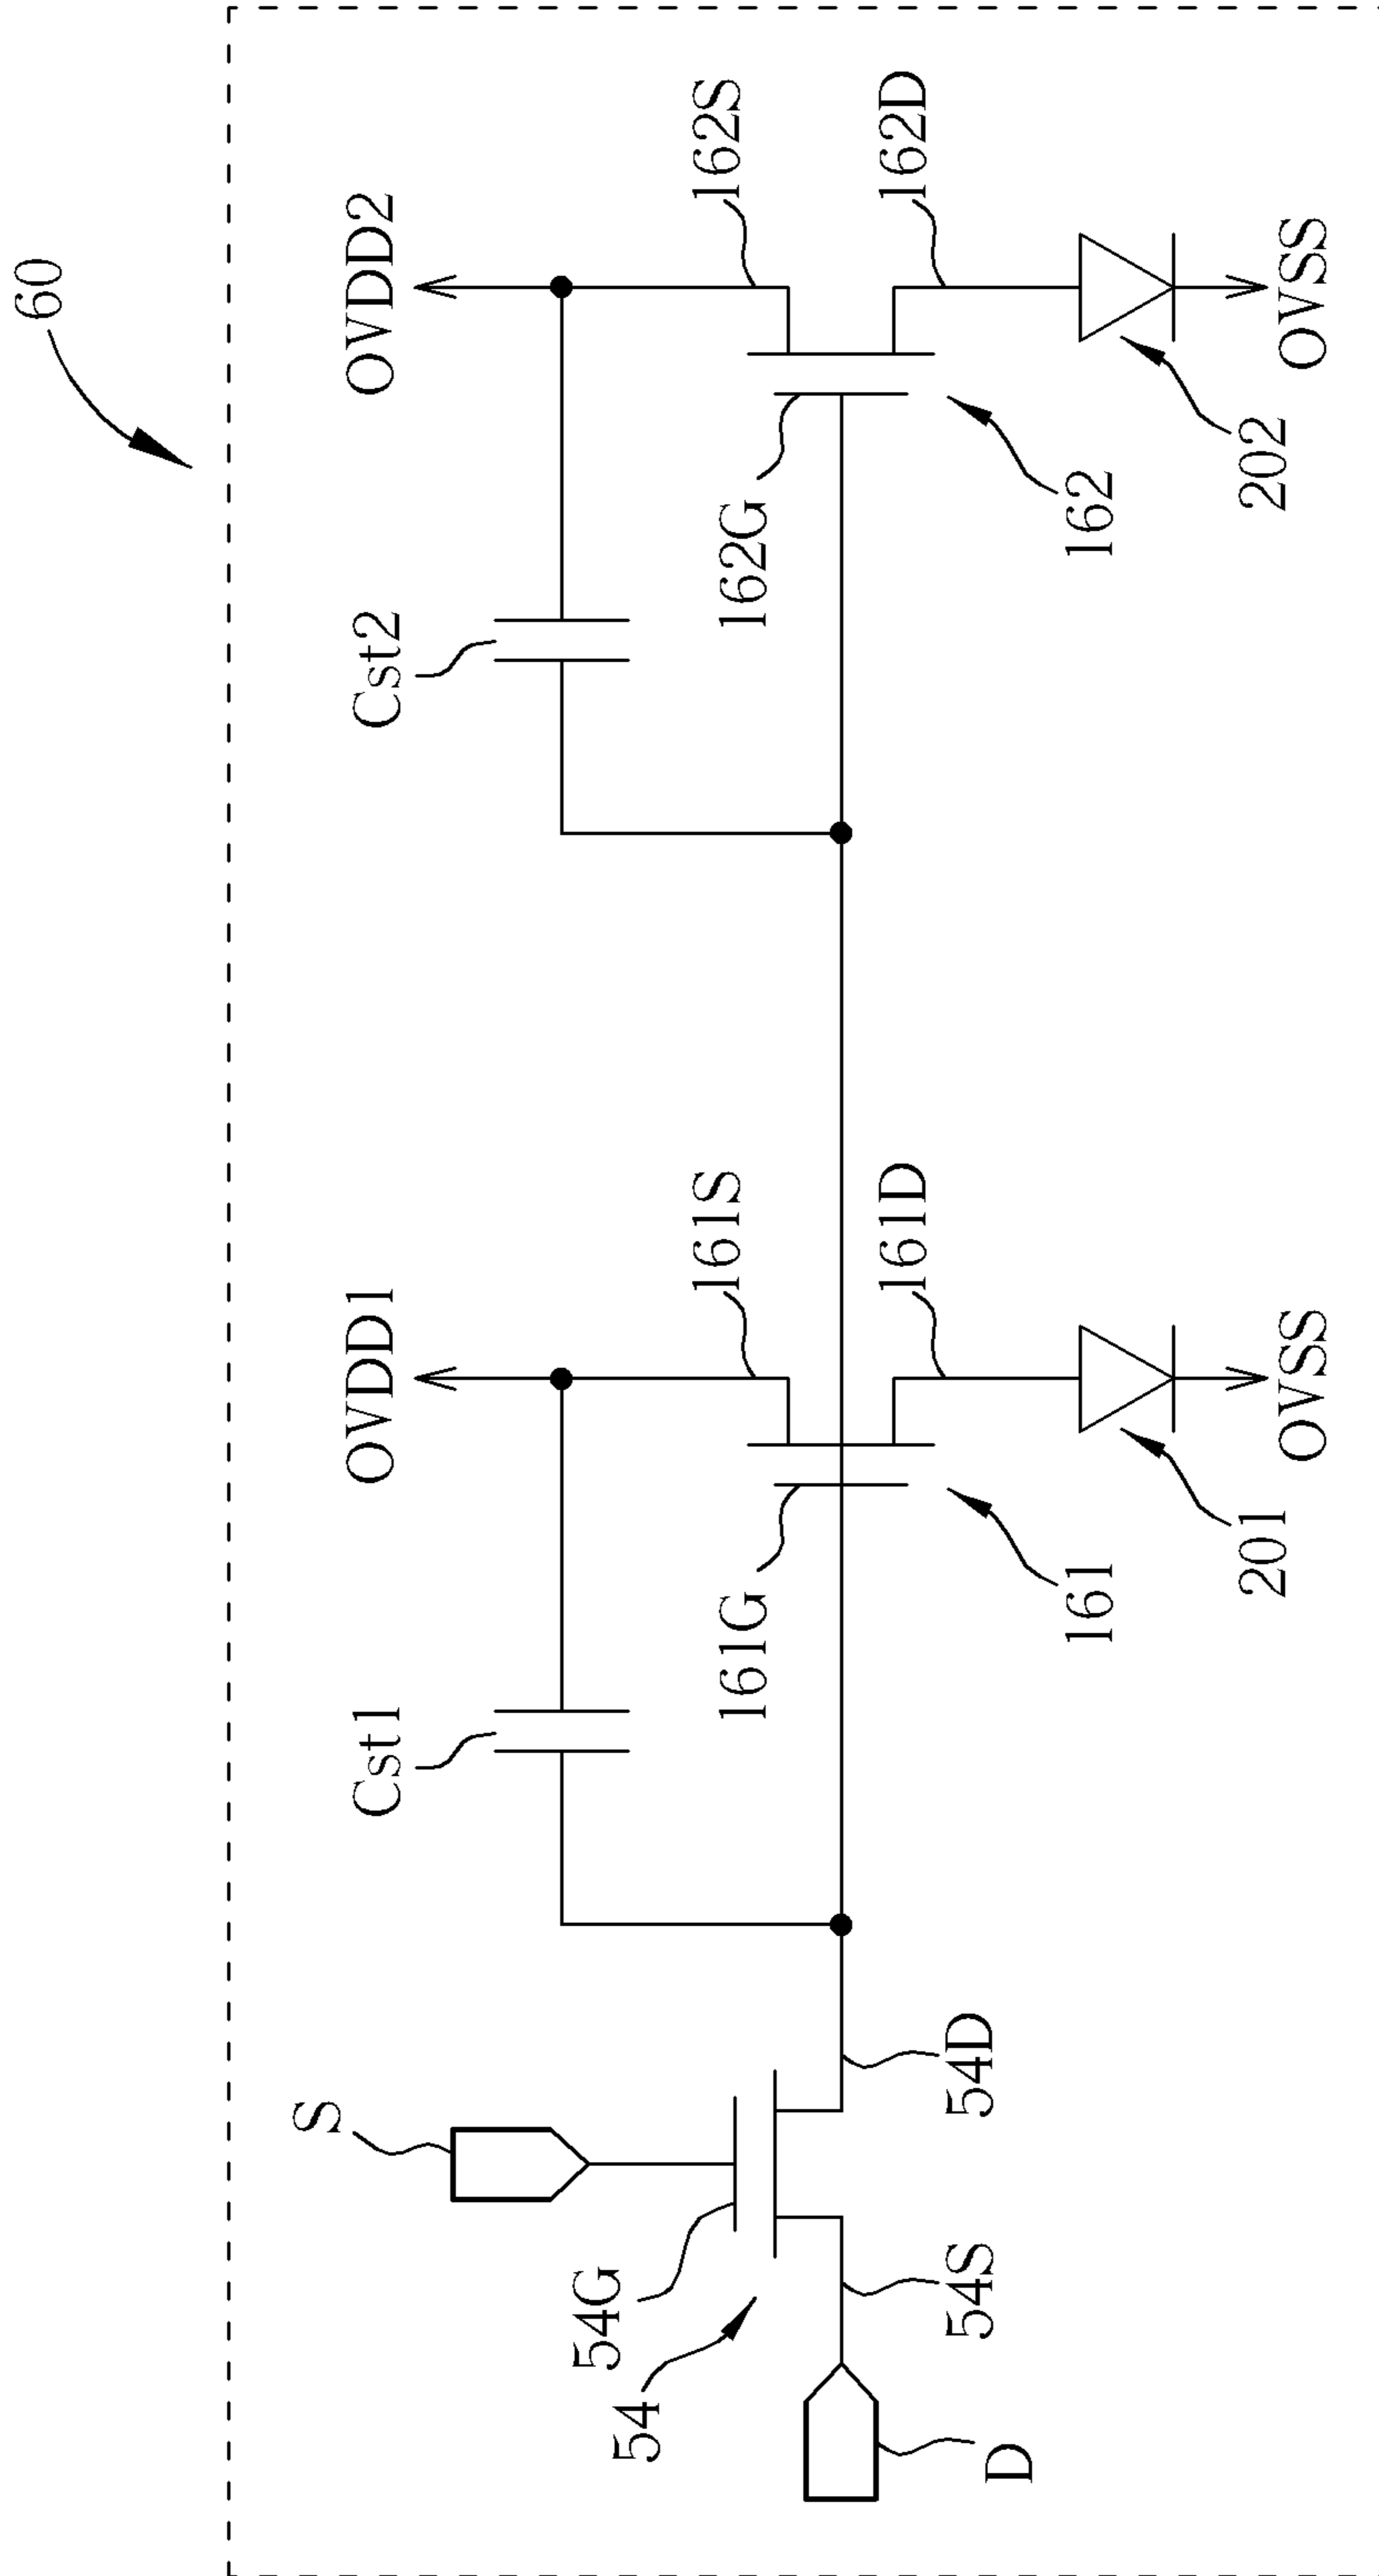 60
OVDD1
OVDD2
Cst1
Cst2
S
54G
54
161G
161S
162G
162S
D
54S
54D
161
161D
162
162D
201
202
OVSS
OVSS